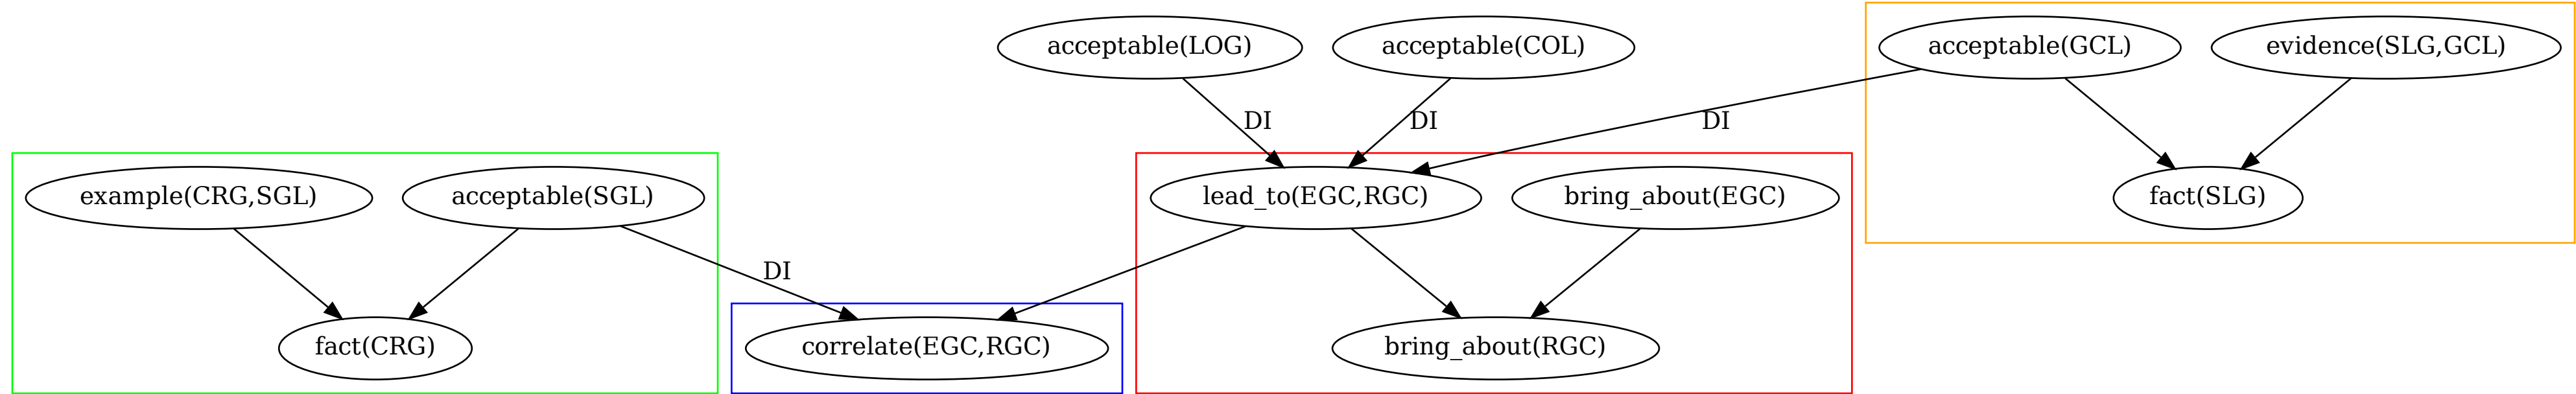 acceptable(LOG)
acceptable(COL)
acceptable(GCL)
evidence(SLG,GCL)
DI
DI
DI
example(CRG,SGL)
acceptable(SGL)
lead_to(EGC,RGC)
bring_about(EGC)
fact(SLG)
DI
fact(CRG)
correlate(EGC,RGC)
bring_about(RGC)